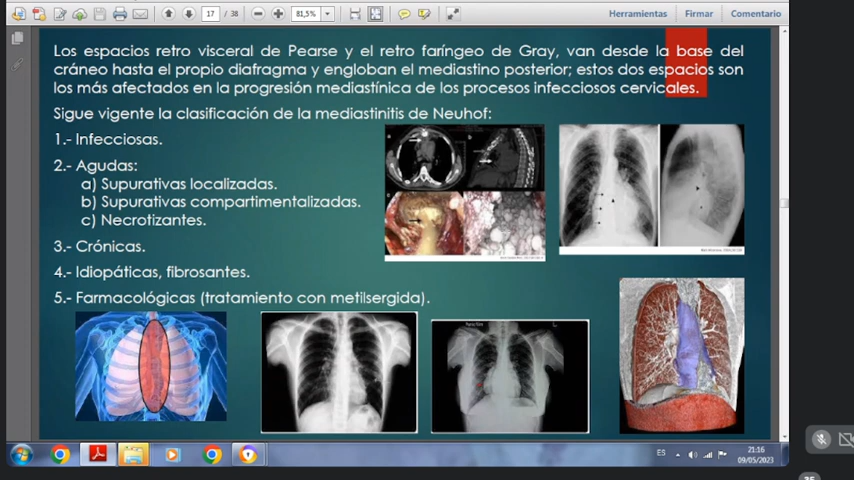 17 / 38
81,5%
Herramientas
Firmar
Comentario
Los espacios retro visceral de Pearse y el retro faríngeo de Gray, van desde la base del
cráneo hasta el propio diafragma y engloban el mediastino posterior; estos dos espacios son
los más afectados en la progresión mediastínica de los procesos infecciosos cervicales.
Sigue vigente la clasificación de la mediastinitis de Neuhof:
1.- Infecciosas.
2.- Agudas:
a) Supurativas localizadas.
b) Supurativas compartimentalizadas.
c) Necrotizantes.
3.- Crónicas.
4.- Idiopáticas, fibrosantes.
5.- Farmacológicas (tratamiento con metilsergida).
ES
21:16
09/05/2023